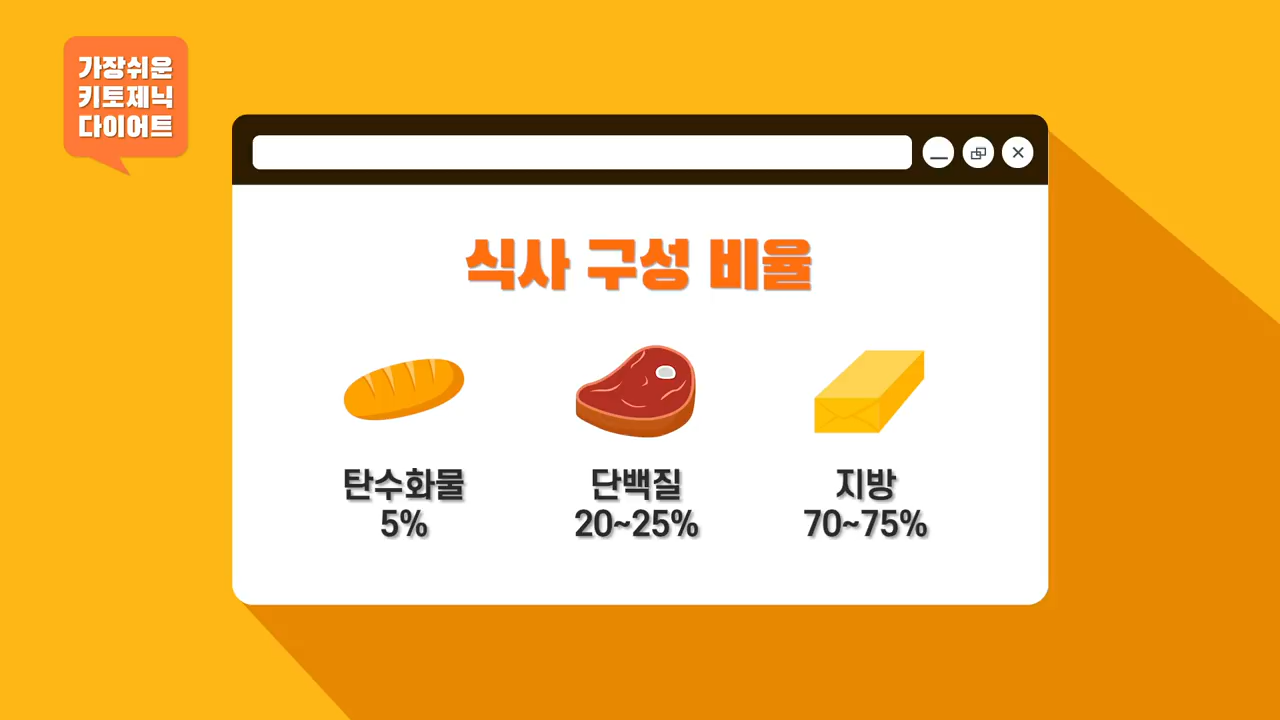 가장쉬운
키토제닉
다이어트
식사 구성 비율
탄수화물
5%
단백질
20~25%
지방
70~75%